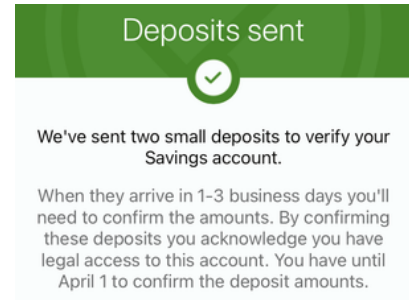 Deposits sent
We've sent two small deposits to verify your
Savings account.
When they arrive in 1-3 business days you'll
need to confirm the amounts. By confirming
these deposits you acknowledge you have
legal access to this account. You have until
April 1 to confirm the deposit amounts.